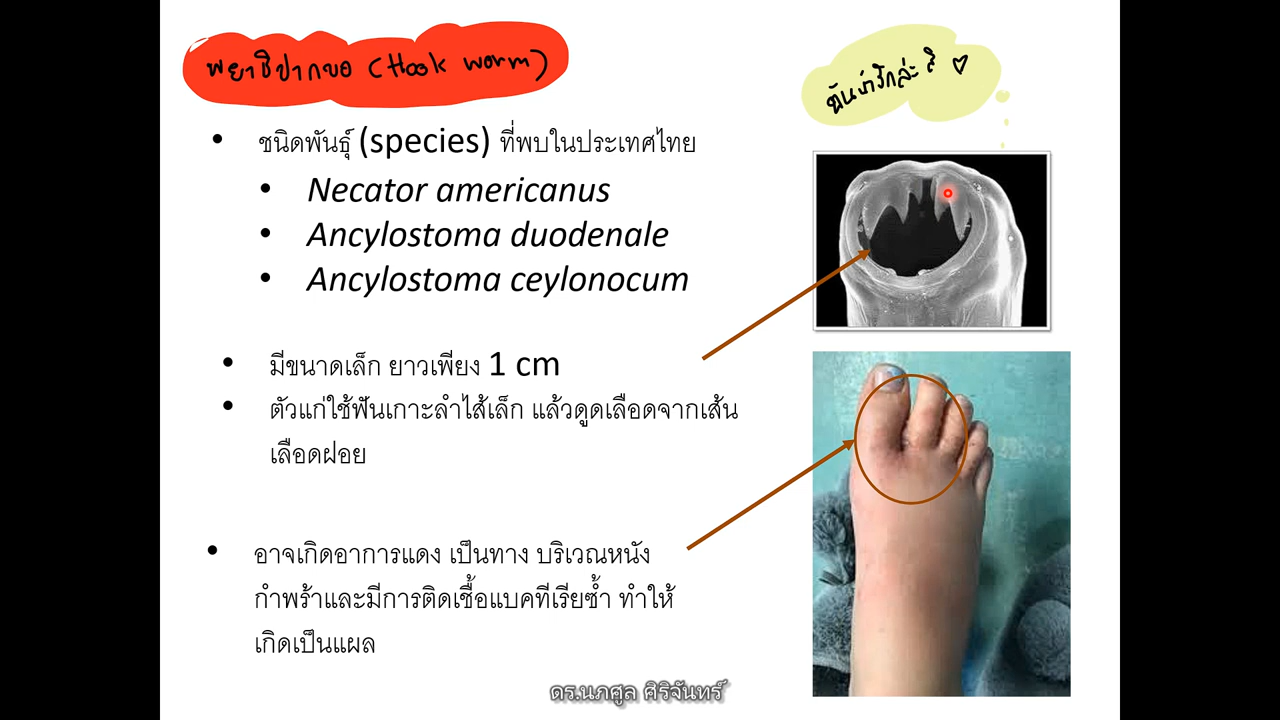 พยาธิปากขอ (Hook worm)
ฟันน่ารักล่ะสิ ♡
• ชนิดพันธุ์ (species) ที่พบในประเทศไทย
• Necator americanus
• Ancylostoma duodenale
• Ancylostoma ceylonocum
• มีขนาดเล็ก ยาวเพียง 1 cm
• ตัวแก่ใช้ฟันเกาะลำไส้เล็ก แล้วดูดเลือดจากเส้น
เลือดฝอย
• อาจเกิดอาการแดง เป็นทาง บริเวณหนัง
กำพร้าและมีการติดเชื้อแบคทีเรียซ้ำ ทำให้
เกิดเป็นแผล
ดร.นภศูล ศิริจันทร์